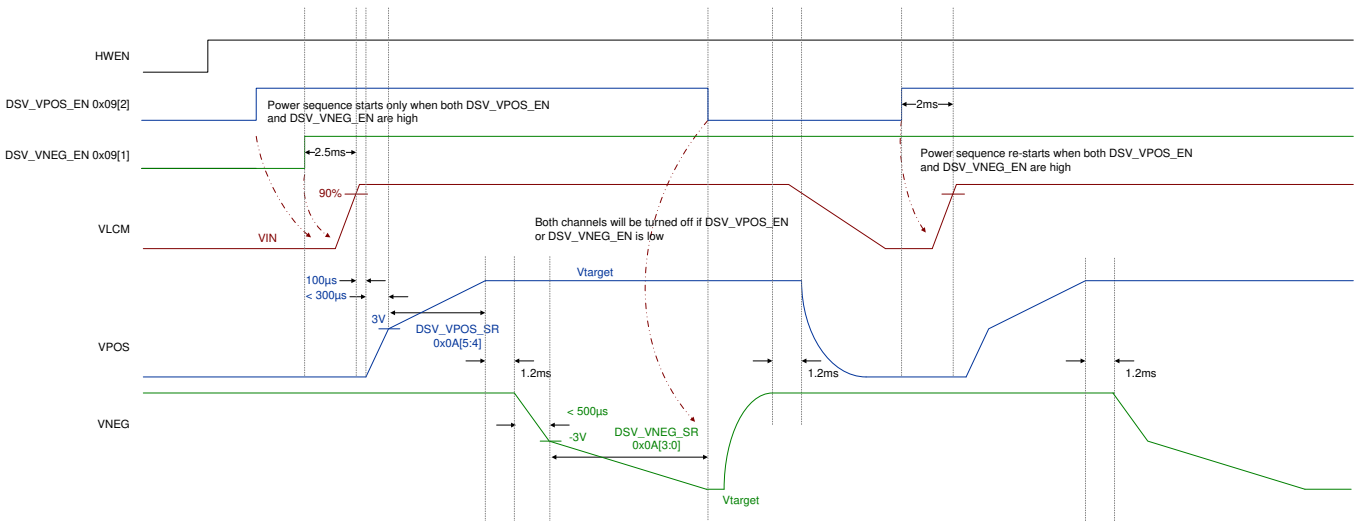 HWEN
DSV_VPOS_EN 0x09[2]
Power sequence starts only when both DSV_VPOS_EN
and DSV_VNEG_EN are high
2ms
DSV_VNEG_EN 0x09[1]
2.5ms
Power sequence re-starts when both DSV_VPOS_EN
and DSV_VNEG_EN are high
90%
VLCM
VIN
Both channels will be turned off if DSV_VPOS_EN
or DSV_VNEG_EN is low
100µs
Vtarget
< 300µs
3V
DSV_VPOS_SR
0x0A[5:4]
VPOS
1.2ms
1.2ms
1.2ms
VNEG
< 500µs
-3V
DSV_VNEG_SR
0x0A[3:0]
Vtarget